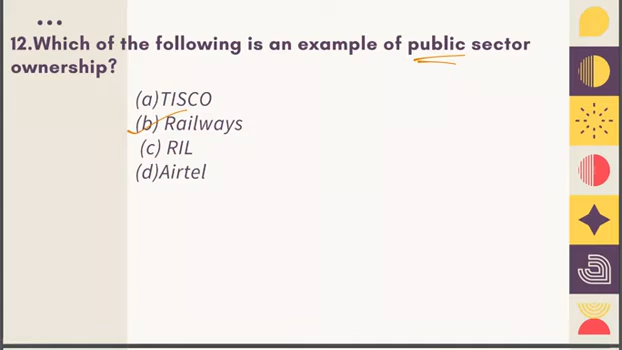 12.Which of the following is an example of public sector
ownership?
(a)TISCO
(b) Railways
(c) RIL
(d)Airtel